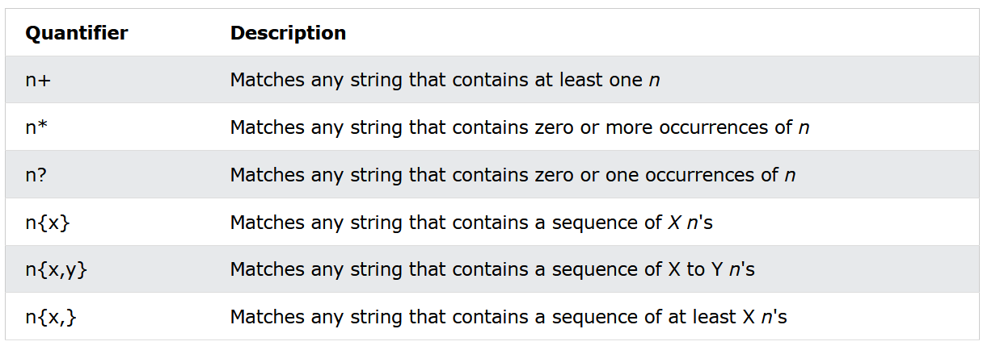 Quantifier Description
n+ Matches any string that contains at least one n
n* Matches any string that contains zero or more occurrences of n
n? Matches any string that contains zero or one occurrences of n
n{x} Matches any string that contains a sequence of X n's
n{x,y} Matches any string that contains a sequence of X to Y n's
n{x,} Matches any string that contains a sequence of at least X n's